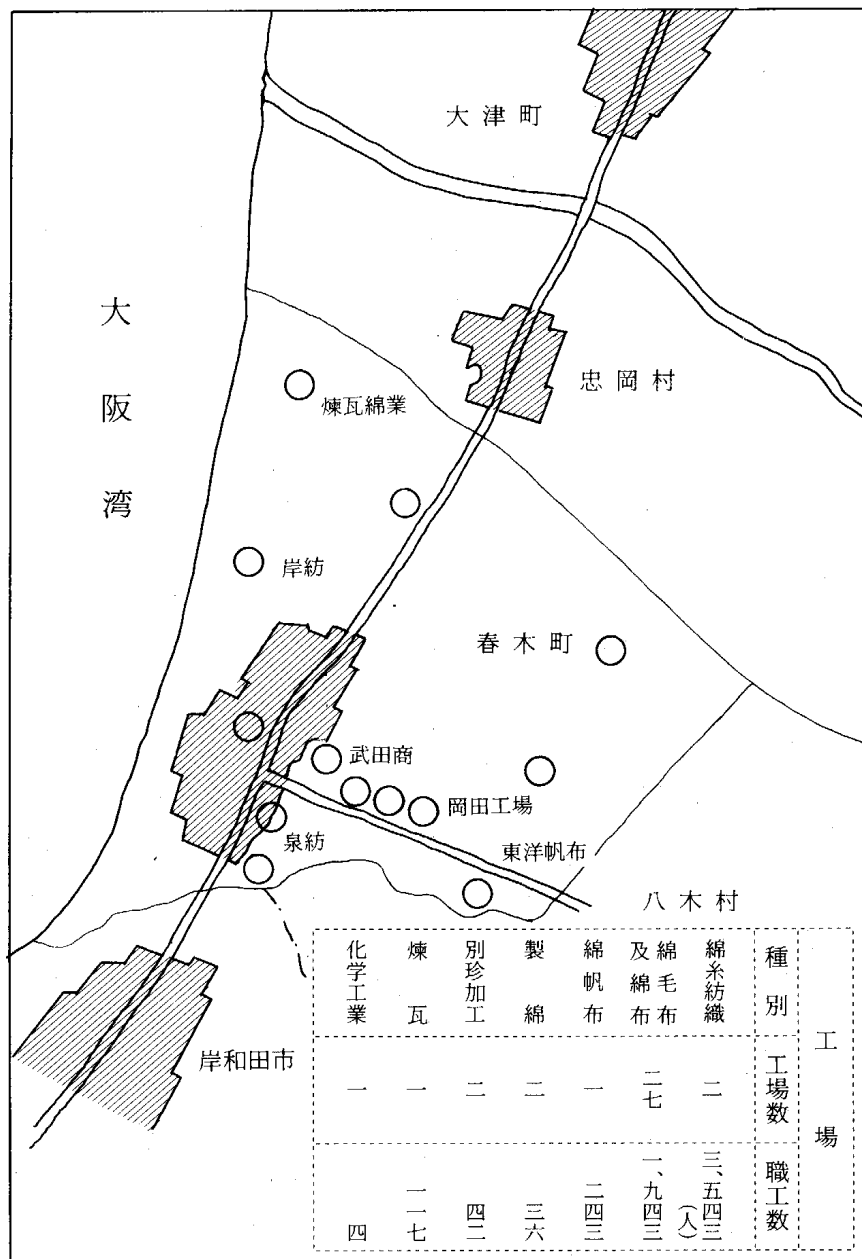 大津町
大阪湾
忠岡村
煉瓦綿業
岸紡
春木町
武田商
岡田工場
泉紡
東洋帆布
八木村
岸和田市
工場
種別
工場数
職工数
綿糸紡織
二
三、五四三
(人)
綿毛布
及綿布
二七
一、九四三
綿帆布
一
二四三
製綿
二
三六
別珍加工
二
四二
煉瓦
一
一一七
化学工業
一
四